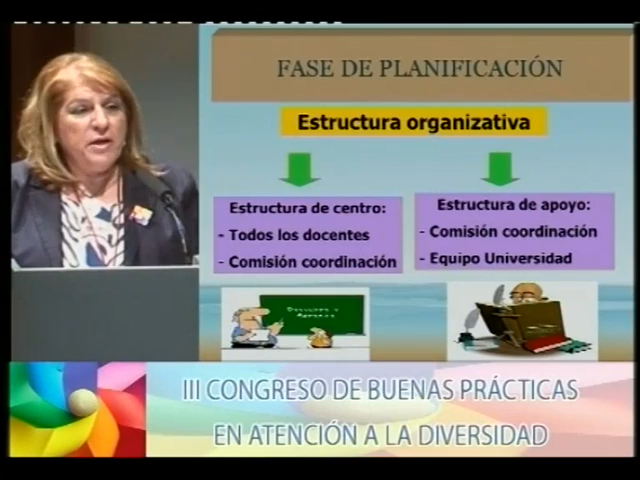 FASE DE PLANIFICACIÓN
Estructura organizativa
Estructura de centro:
- Todos los docentes
- Comisión coordinación
Estructura de apoyo:
- Comisión coordinación
- Equipo Universidad
III CONGRESO DE BUENAS PRÁCTICAS
EN ATENCIÓN A LA DIVERSIDAD